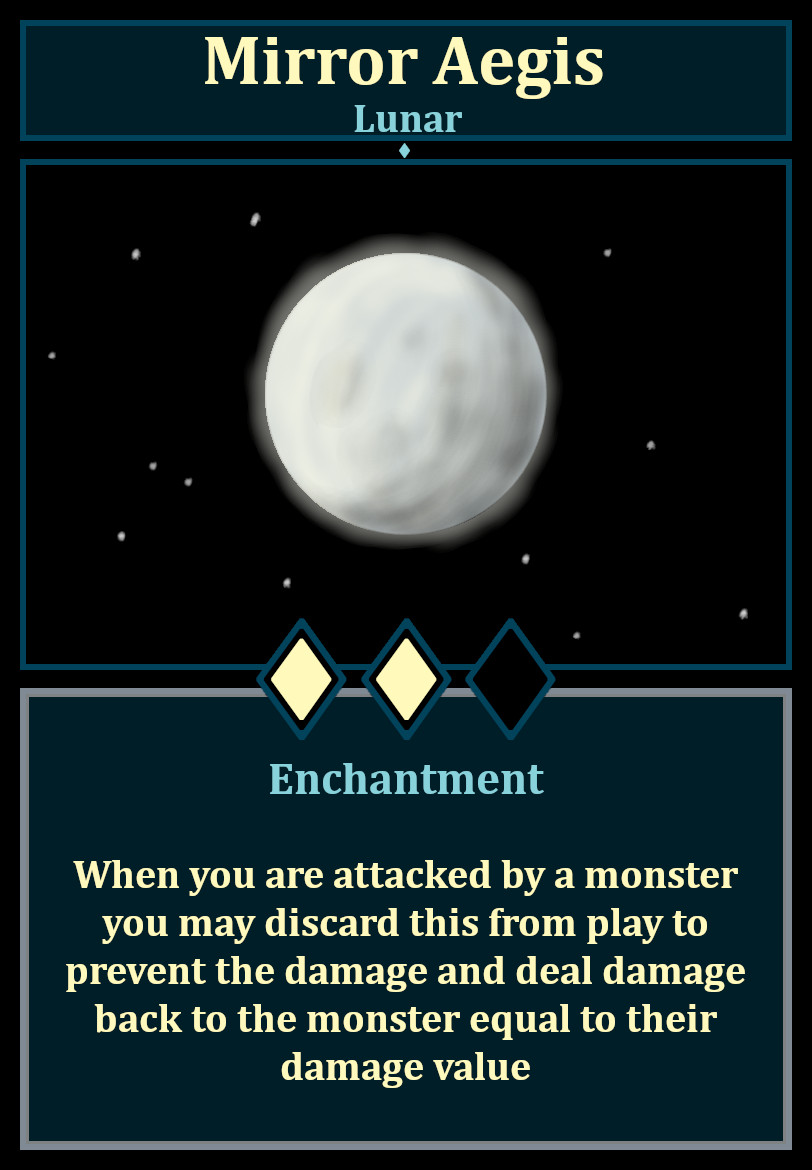 Mirror Aegis
Lunar
Enchantment
When you are attacked by a monster
you may discard this from play to
prevent the damage and deal damage
back to the monster equal to their
damage value